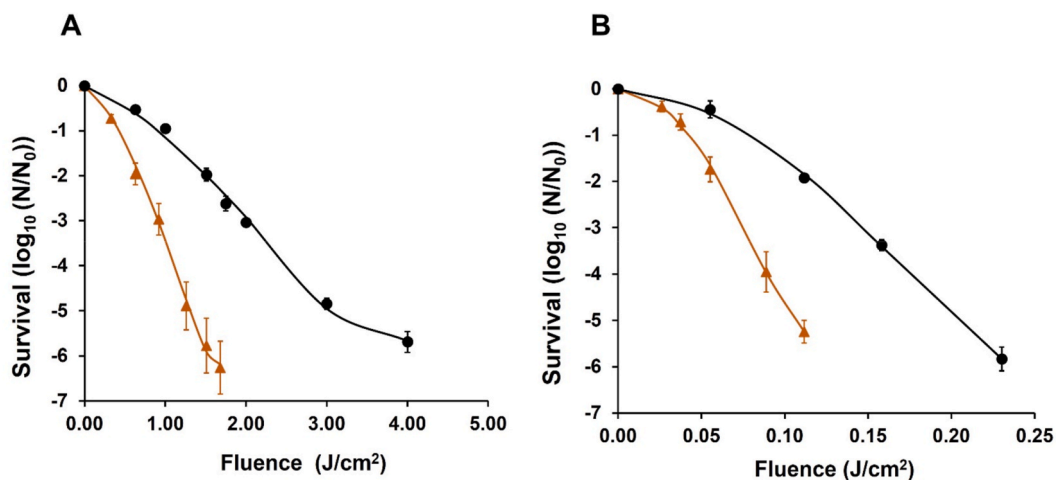 A
Survival (log10 (N/N0))
0
-1
-2
-3
-4
-5
-6
-7
0.00 1.00 2.00 3.00 4.00 5.00
Fluence (J/cm²)
B
Survival (log10 (N/N0))
0
-1
-2
-3
-4
-5
-6
-7
0.00 0.05 0.10 0.15 0.20 0.25
Fluence (J/cm²)